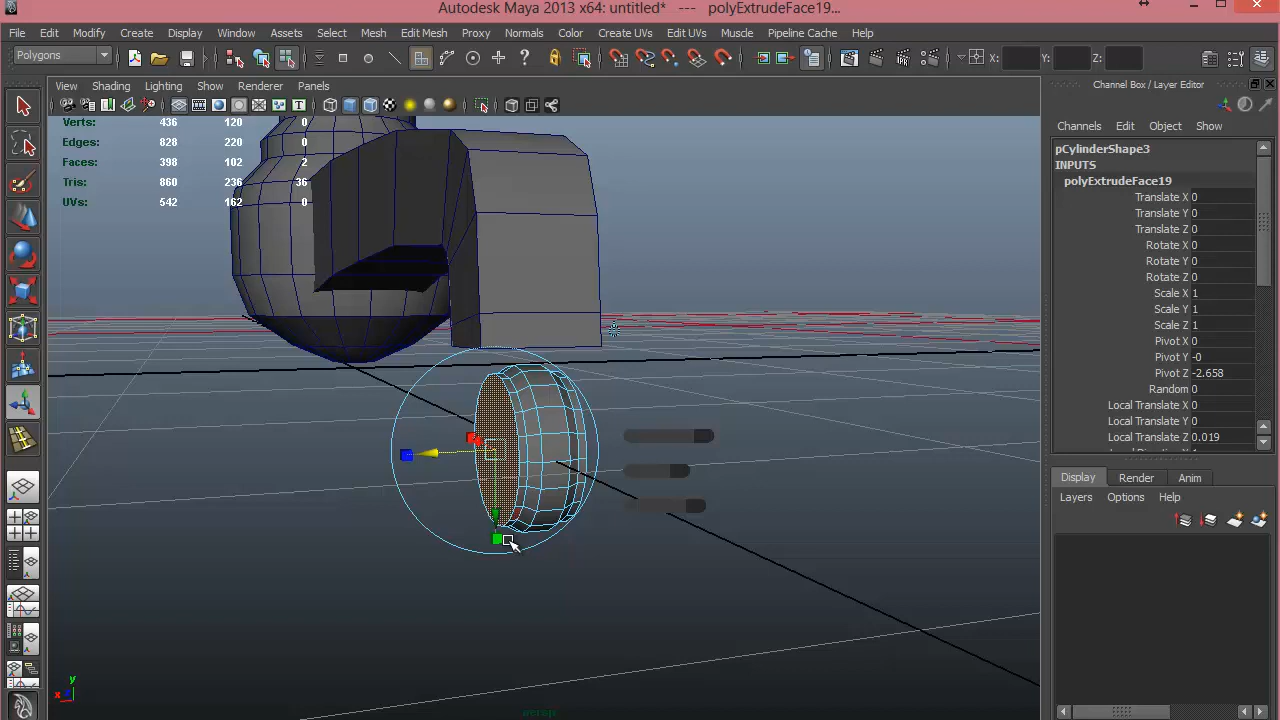 Autodesk Maya 2013 x64: untitled* --- polyExtrudeFace19...
File Edit Modify Create Display Window Assets Select Mesh Edit Mesh Proxy Normals Color Create UVs Edit UVs Muscle Pipeline Cache Help
Polygons X: Y: Z:
View Shading Lighting Show Renderer Panels
Channel Box / Layer Editor
Channels Edit Object Show
Verts: 436 120 0
Edges: 828 220 0
Faces: 398 102 2
Tris: 860 236 36
UVs: 542 162 0
pCylinderShape3
INPUTS
polyExtrudeFace19
Translate X 0
Translate Y 0
Translate Z 0
Rotate X 0
Rotate Y 0
Rotate Z 0
Scale X 1
Scale Y 1
Scale Z 1
Pivot X 0
Pivot Y -0
Pivot Z -2.658
Random 0
Local Translate X 0
Local Translate Y 0
Local Translate Z 0.019
Display Render Anim
Layers Options Help
y
x z
persp